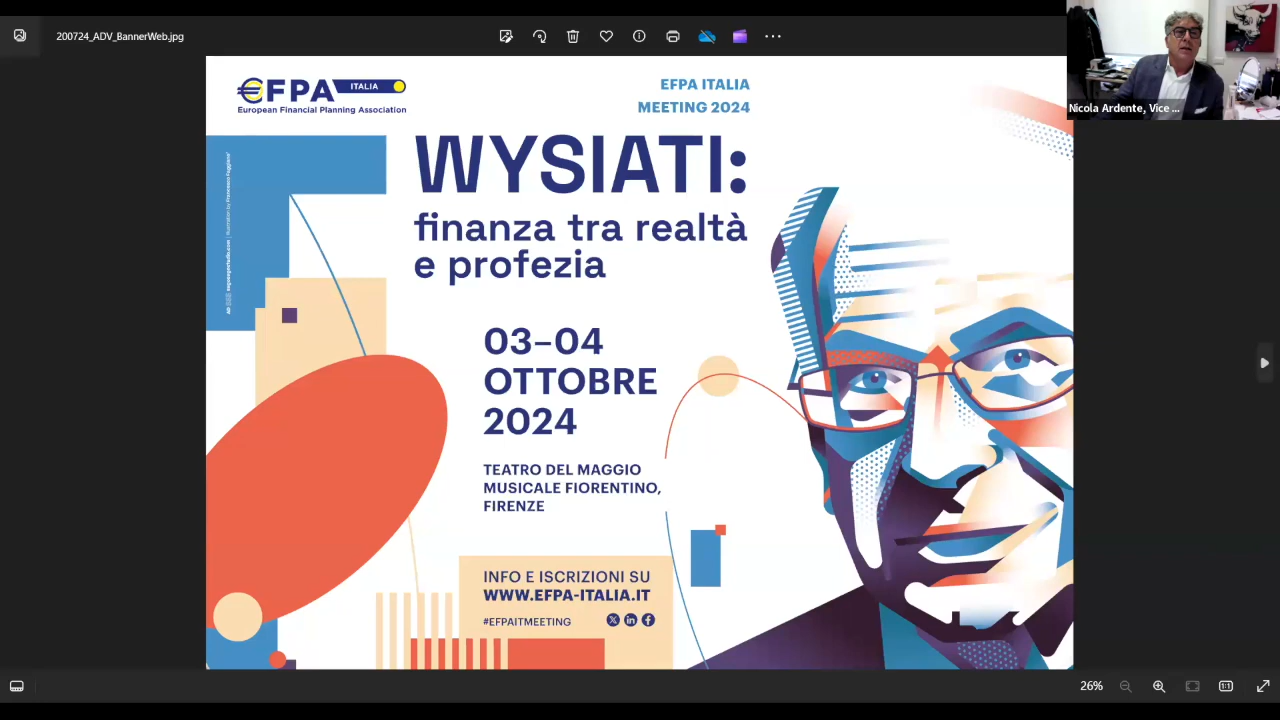 200724_ADV_BannerWeb.jpg
Nicola Ardente, Vice ...
EFPA ITALIA
European Financial Planning Association
EFPA ITALIA
MEETING 2024
WYSIATI:
finanza tra realtà
e profezia
03–04
OTTOBRE
2024
TEATRO DEL MAGGIO
MUSICALE FIORENTINO,
FIRENZE
INFO E ISCRIZIONI SU
WWW.EFPA-ITALIA.IT
#EFPAITMEETING
26%